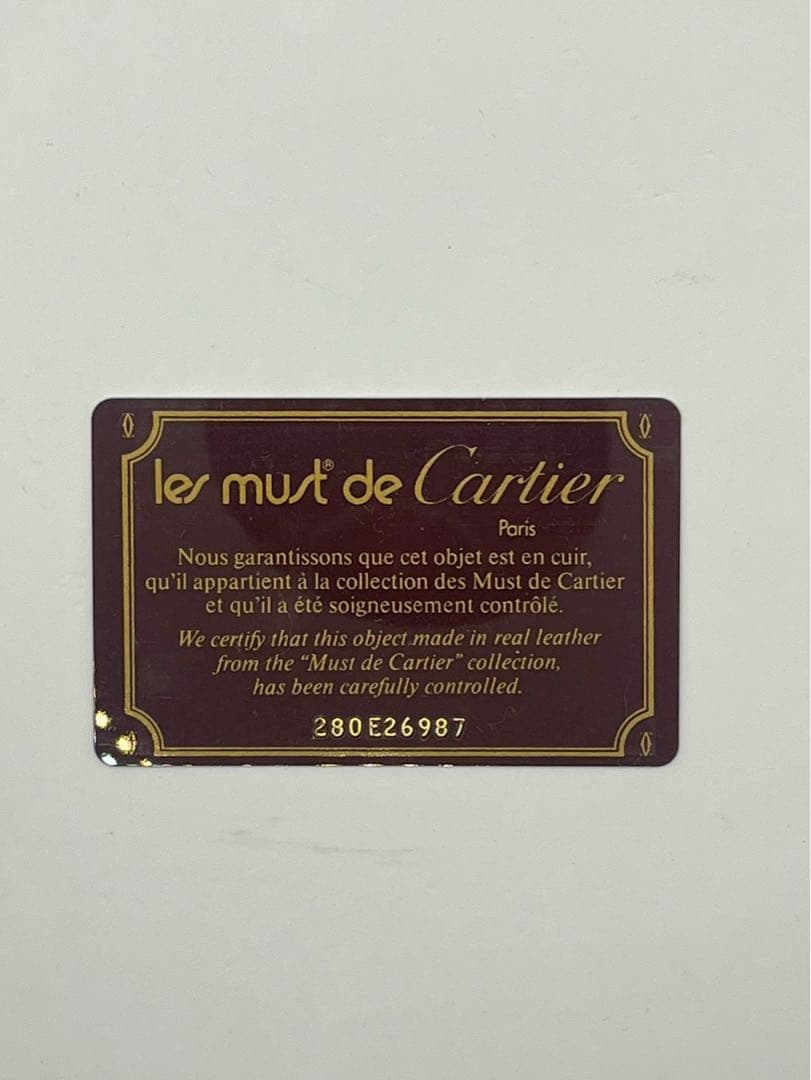 les must® de Cartier
Paris
Nous garantissons que cet objet est en cuir,
qu'il appartient à la collection des Must de Cartier
et qu'il a été soigneusement contrôlé.
We certify that this object made in real leather
from the "Must de Cartier" collection,
has been carefully controlled.
280E26987